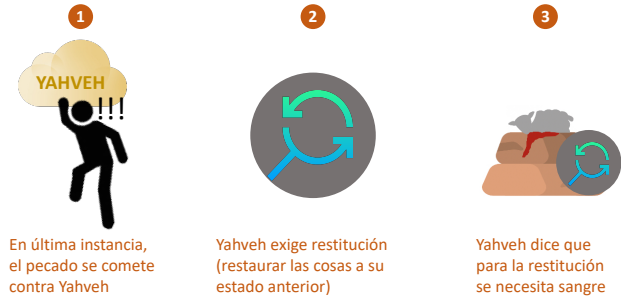 1
2
3
YAHVEH
!!!
En última instancia,
el pecado se comete
contra Yahveh
Yahveh exige restitución
(restaurar las cosas a su
estado anterior)
Yahveh dice que
para la restitución
se necesita sangre